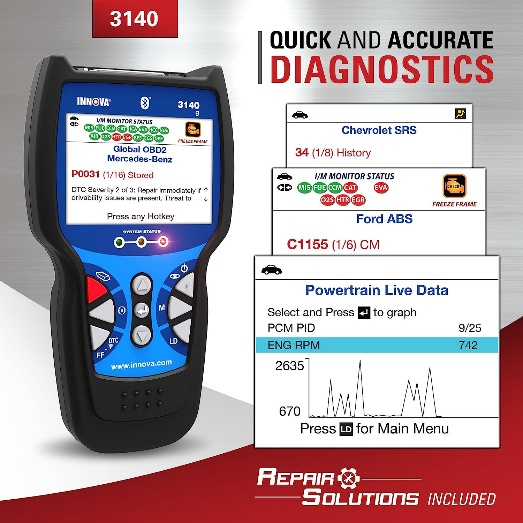 3140
QUICK AND ACCURATE
DIAGNOSTICS
INNOVA
3140
g
I/M MONITOR STATUS
FREEZE FRAME
Global OBD2
Mercedes-Benz
P0031 (1/16) Stored
DTC Severity 2 of 3: Repair immediately if
drivability issues are present. Threat to
Press any Hotkey
SYSTEM STATUS
M
DTC
FF
LD
www.innova.com
Chevrolet SRS
34 (1/8) History
I/M MONITOR STATUS
MIS FUE CCM CAT EVA
O2S HTR EGR
CHECK
FREEZE FRAME
Ford ABS
C1155 (1/6) CM
Powertrain Live Data
Select and Press to graph
PCM PID 9/25
ENG RPM 742
2635
670
Press LD for Main Menu
REPAIR
SOLUTIONS INCLUDED